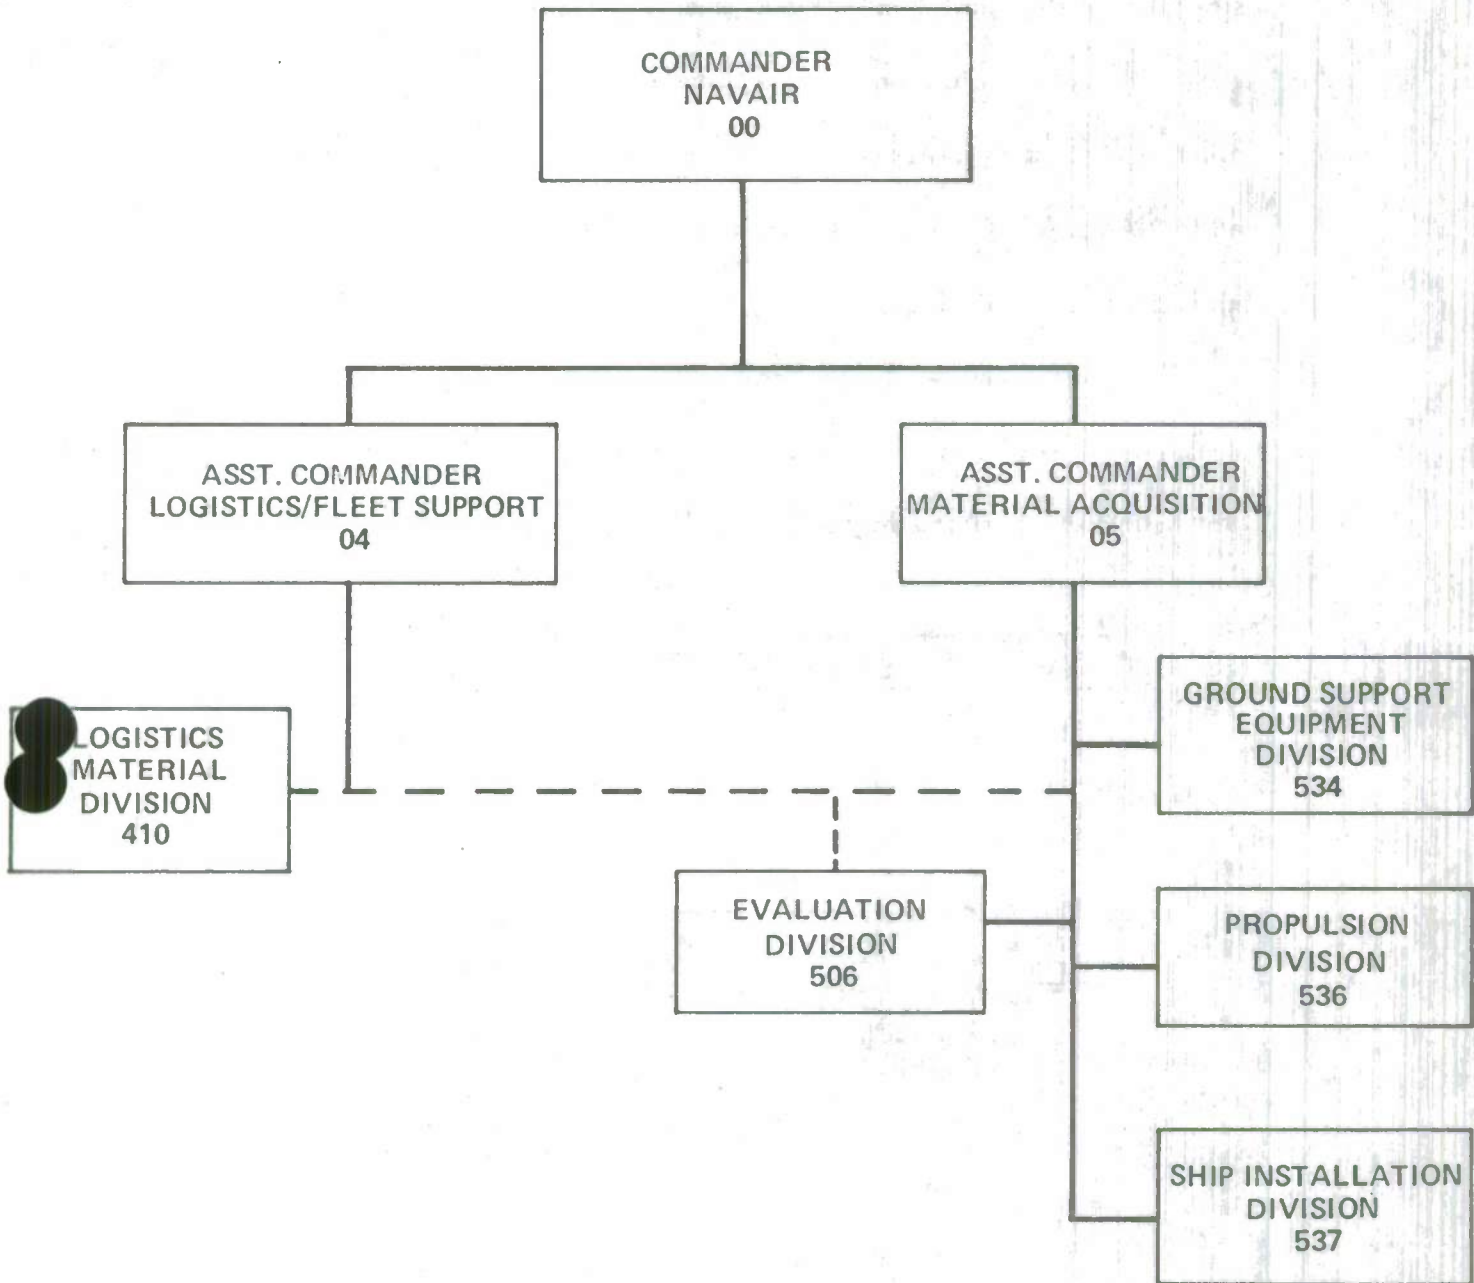 COMMANDER
NAVAIR
00
ASST. COMMANDER
LOGISTICS/FLEET SUPPORT
04
ASST. COMMANDER
MATERIAL ACQUISITION
05
LOGISTICS
MATERIAL
DIVISION
410
EVALUATION
DIVISION
506
GROUND SUPPORT
EQUIPMENT
DIVISION
534
PROPULSION
DIVISION
536
SHIP INSTALLATION
DIVISION
537